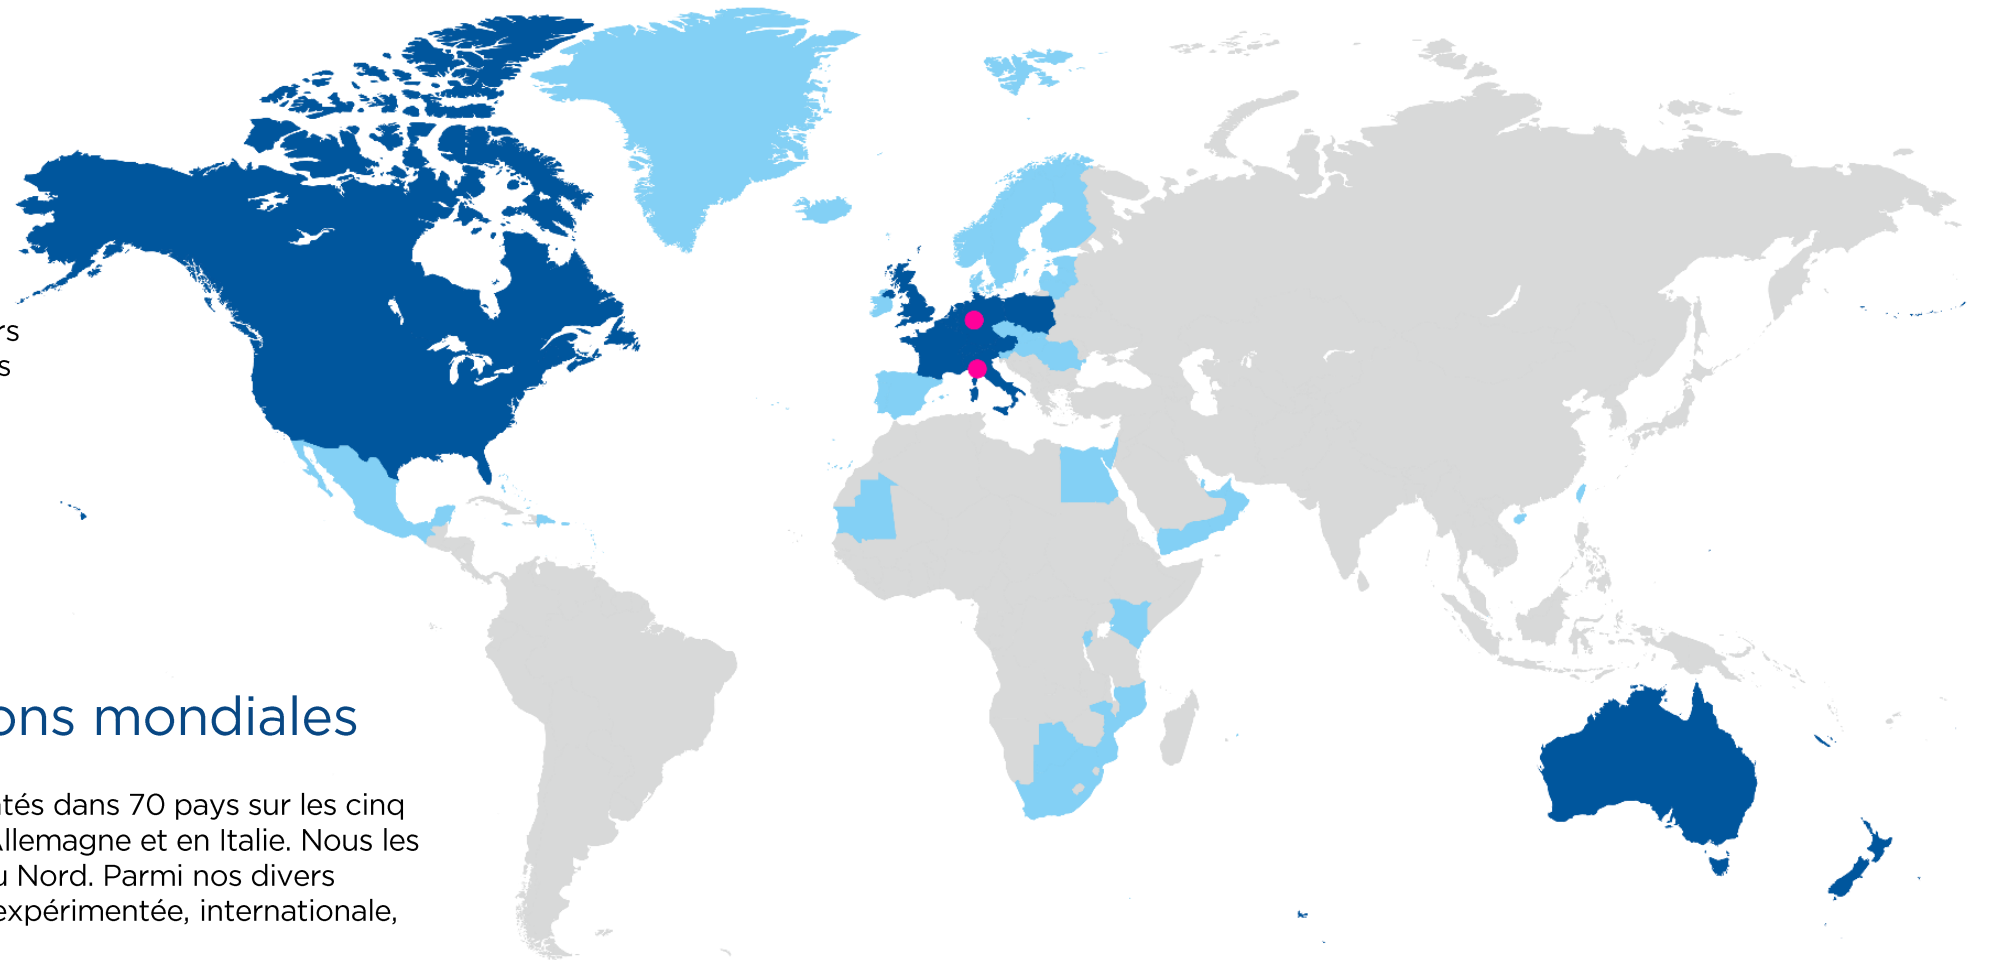 rs
s
ons mondiales
ntés dans 70 pays sur les cinq
Allemagne et en Italie. Nous les
u Nord. Parmi nos divers
expérimentée, internationale,